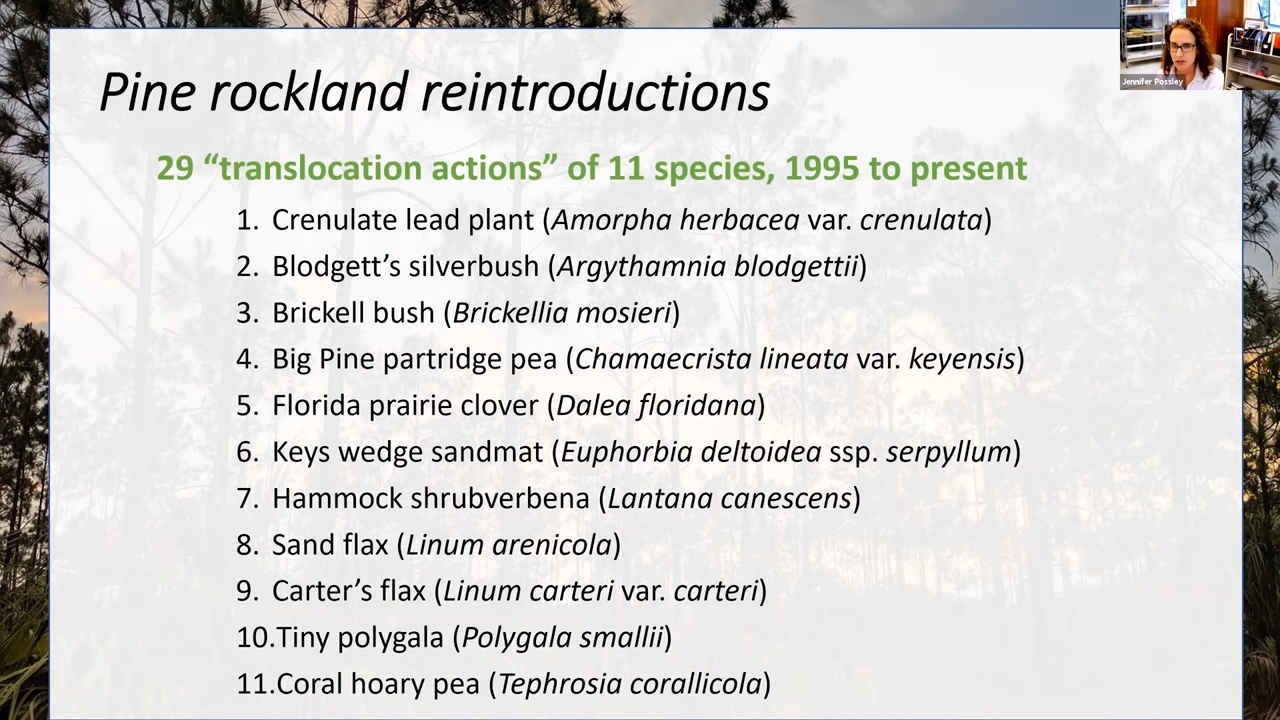 Jennifer Possley
Pine rockland reintroductions
29 “translocation actions” of 11 species, 1995 to present
1. Crenulate lead plant (Amorpha herbacea var. crenulata)
2. Blodgett’s silverbush (Argythamnia blodgettii)
3. Brickell bush (Brickellia mosieri)
4. Big Pine partridge pea (Chamaecrista lineata var. keyensis)
5. Florida prairie clover (Dalea floridana)
6. Keys wedge sandmat (Euphorbia deltoidea ssp. serpyllum)
7. Hammock shrubverbena (Lantana canescens)
8. Sand flax (Linum arenicola)
9. Carter’s flax (Linum carteri var. carteri)
10.Tiny polygala (Polygala smallii)
11.Coral hoary pea (Tephrosia corallicola)